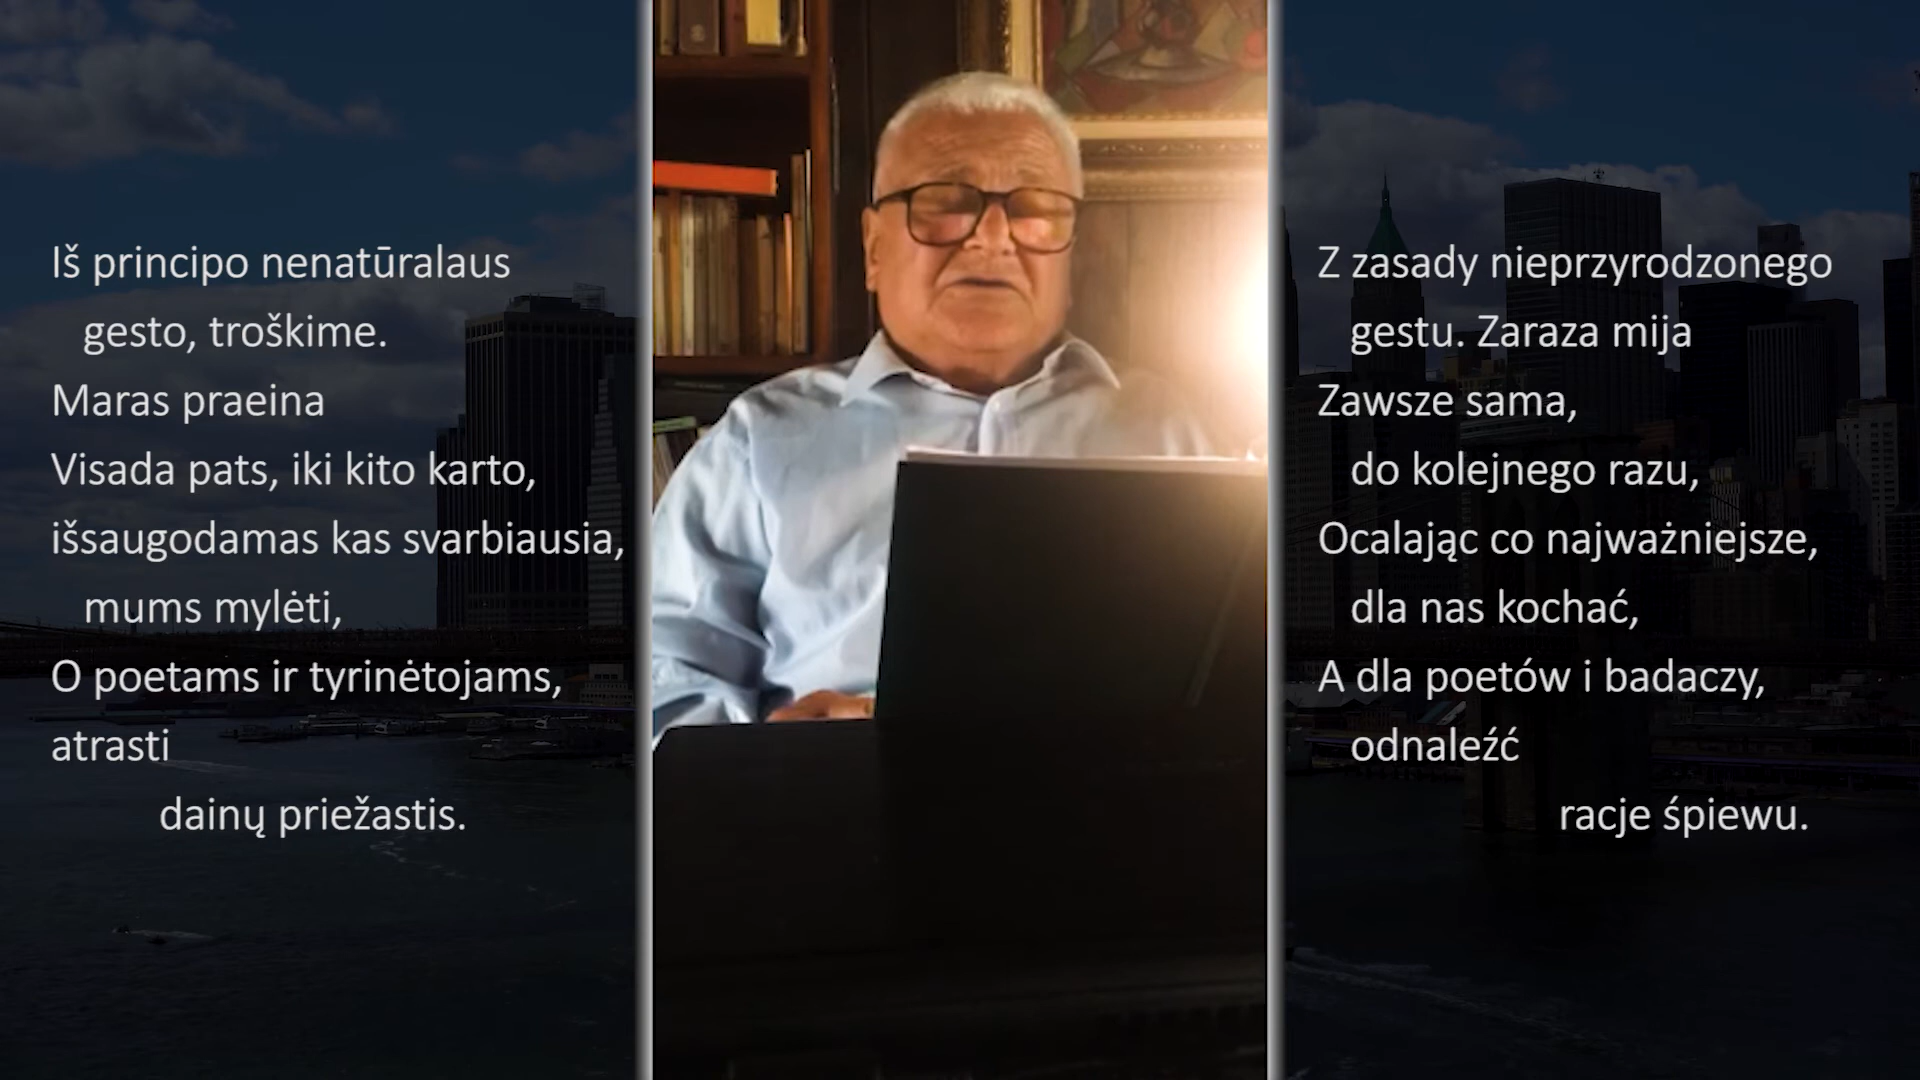 Iš principo nenatūralaus
gesto, troškime.
Maras praeina
Visada pats, iki kito karto,
išsaugodamas kas svarbiausia,
mums mylėti,
O poetams ir tyrinėtojams,
atrasti
dainų priežastis.
Z zasady nieprzyrodzonego
gestu. Zaraza mija
Zawsze sama,
do kolejnego razu,
Ocalając co najważniejsze,
dla nas kochać,
A dla poetów i badaczy,
odnaleźć
racje śpiewu.